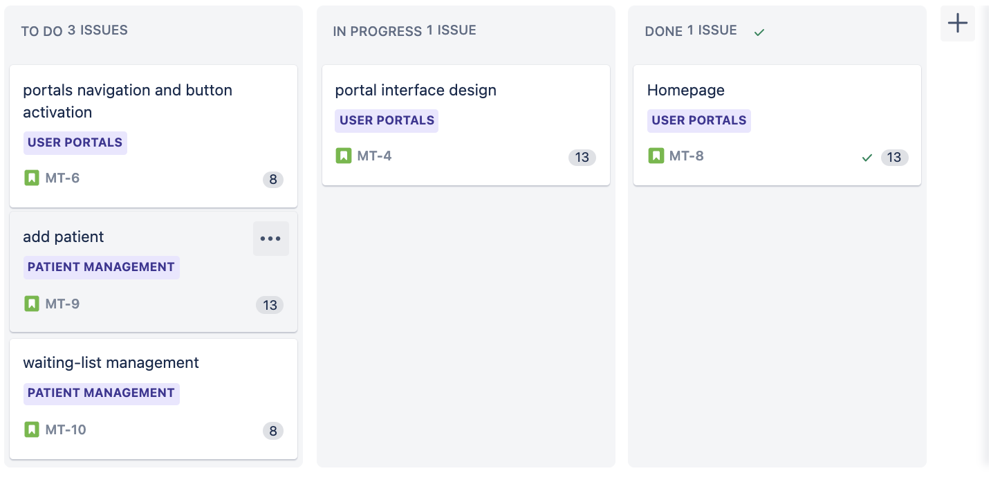 TO DO 3 ISSUES
portals navigation and button
activation
USER PORTALS
MT-6
8
add patient
PATIENT MANAGEMENT
MT-9
13
waiting-list management
PATIENT MANAGEMENT
MT-10
8
IN PROGRESS 1 ISSUE
portal interface design
USER PORTALS
MT-4
13
DONE 1 ISSUE
Homepage
USER PORTALS
MT-8
13